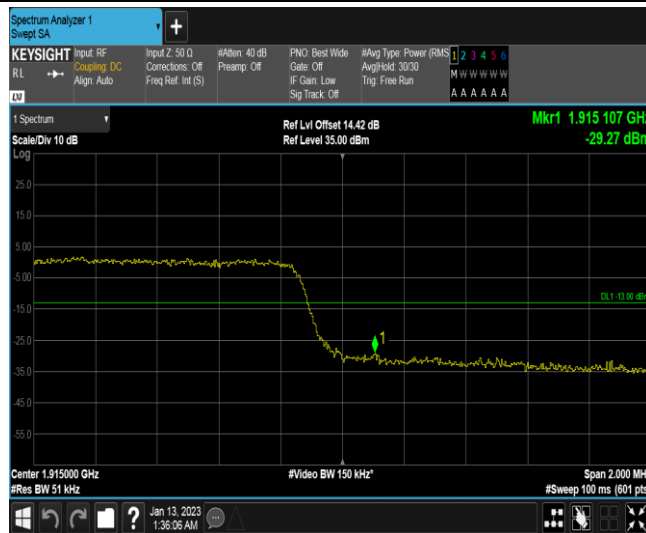 Spectrum Analyzer 1
Swept SA
+
KEYSIGHT
RL
LXI
Input: RF
Coupling: DC
Align: Auto
Input Z: 50 Ω
Corrections: Off
Freq Ref: Int (S)
#Atten: 40 dB
Preamp: Off
PNO: Best Wide
Gate: Off
IF Gain: Low
Sig Track: Off
#Avg Type: Power (RMS
Avg|Hold: 30/30
Trig: Free Run
1 2 3 4 5 6
M W W W W W
A A A A A A
1 Spectrum
Scale/Div 10 dB
Log
Ref Lvl Offset 14.42 dB
Ref Level 35.00 dBm
Mkr1 1.915 107 GHz
-29.27 dBm
25.0
15.0
5.00
-5.00
-15.0
-25.0
-35.0
-45.0
-55.0
DL1 -13.00 dBm
1
Center 1.915000 GHz
#Res BW 51 kHz
#Video BW 150 kHz*
Span 2.000 MH
#Sweep 100 ms (601 pts
?
Jan 13, 2023
1:36:06 AM